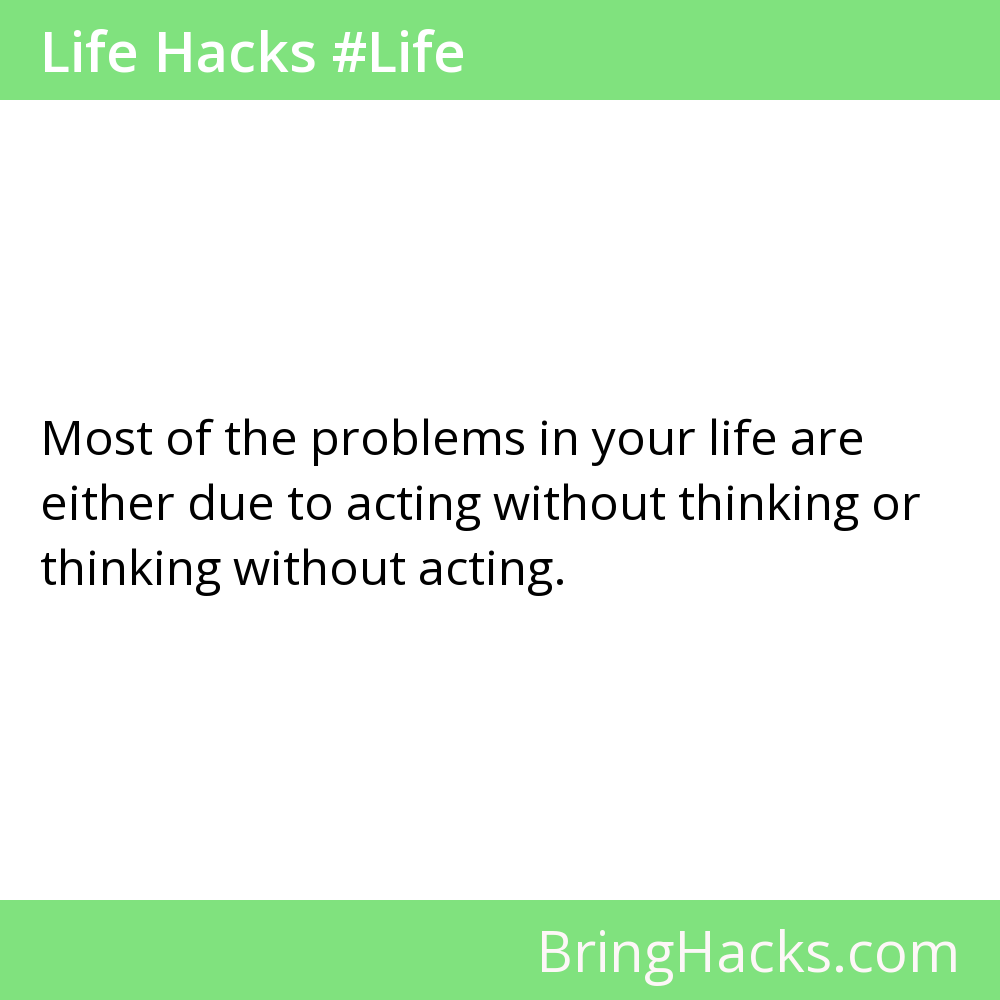 Life Hacks #Life
Most of the problems in your life are
either due to acting without thinking or
thinking without acting.
BringHacks.com